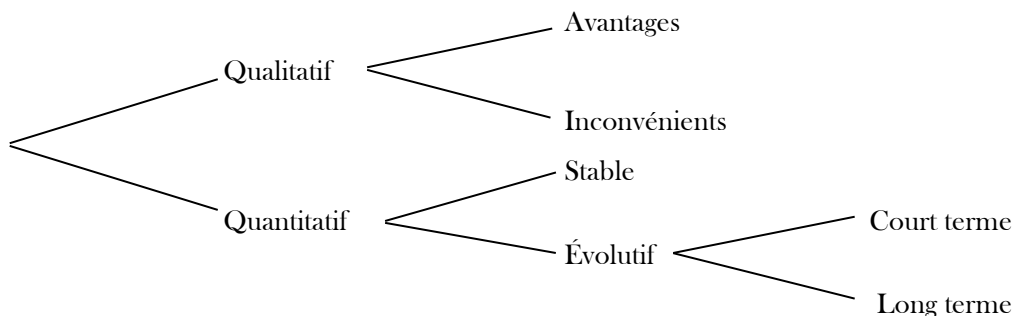 Avantages
Qualitatif
Inconvénients
Stable
Quantitatif
Court terme
Évolutif
Long terme